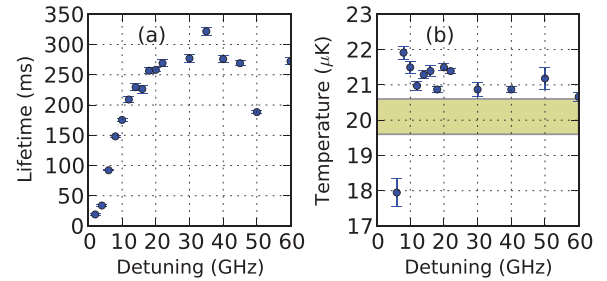 (a)
350
300
250
200
150
100
50
0
Lifetime (ms)
0 10 20 30 40 50 60
Detuning (GHz)
(b)
23
22
21
20
19
18
17
Temperature (μK)
0 10 20 30 40 50 60
Detuning (GHz)